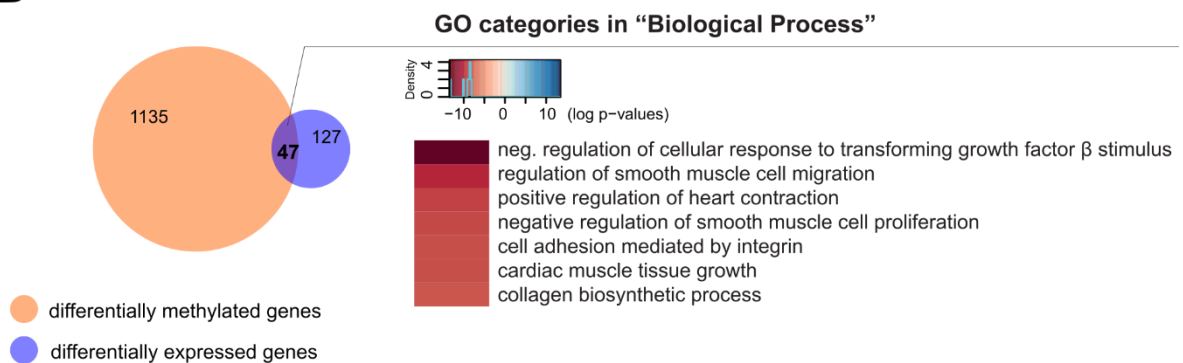 GO categories in “Biological Process”
Density
0 4
−10 0 10 (log p−values)
1135
127
47
neg. regulation of cellular response to transforming growth factor β stimulus
regulation of smooth muscle cell migration
positive regulation of heart contraction
negative regulation of smooth muscle cell proliferation
cell adhesion mediated by integrin
cardiac muscle tissue growth
collagen biosynthetic process
differentially methylated genes
differentially expressed genes